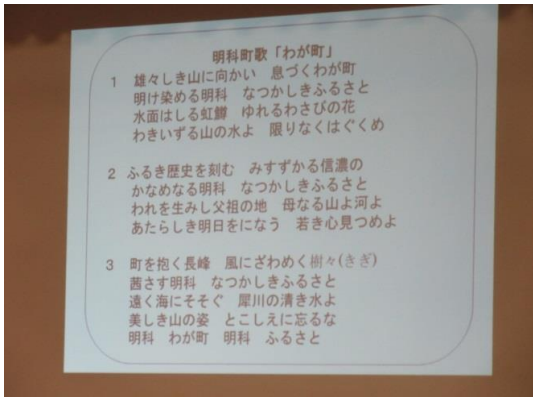 明科町歌「わが町」
1 雄々しき山に向かい 息づくわが町
明け染める明科 なつかしきふるさと
水面はしる虹鱒 ゆれるわさびの花
わきいずる山の水よ 限りなくはぐくめ
2 ふるき歴史を刻む みすずかる信濃の
かなめなる明科 なつかしきふるさと
われを生みし父祖の地 母なる山よ河よ
あたらしき明日をになう 若き心見つめよ
3 町を抱く長峰 風にざわめく樹々(きぎ)
茜さす明科 なつかしきふるさと
遠く海にそそぐ 犀川の清き水よ
美しき山の姿 とこしえに忘るな
明科 わが町 明科 ふるさと